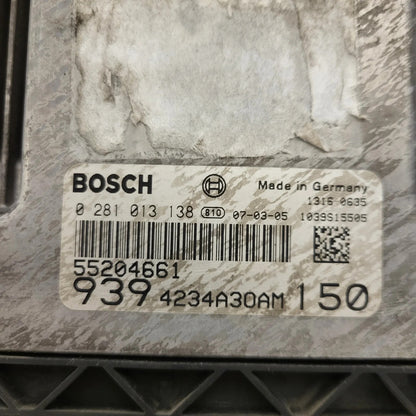 BOSCH Made in Germany
1316 0635
0 281 013 138 810 07-03-05 1039S15505
55204661
939 4234A30AM 150